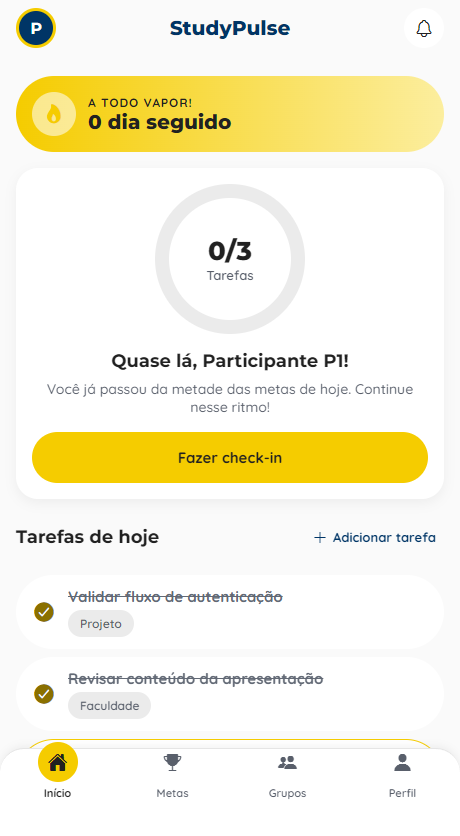 P
StudyPulse
A TODO VAPOR!
0 dia seguido
0/3
Tarefas
Quase lá, Participante P1!
Você já passou da metade das metas de hoje. Continue
nesse ritmo!
Fazer check-in
Tarefas de hoje
+ Adicionar tarefa
Validar fluxo de autenticação
Projeto
Revisar conteúdo da apresentação
Faculdade
Início
Metas
Grupos
Perfil